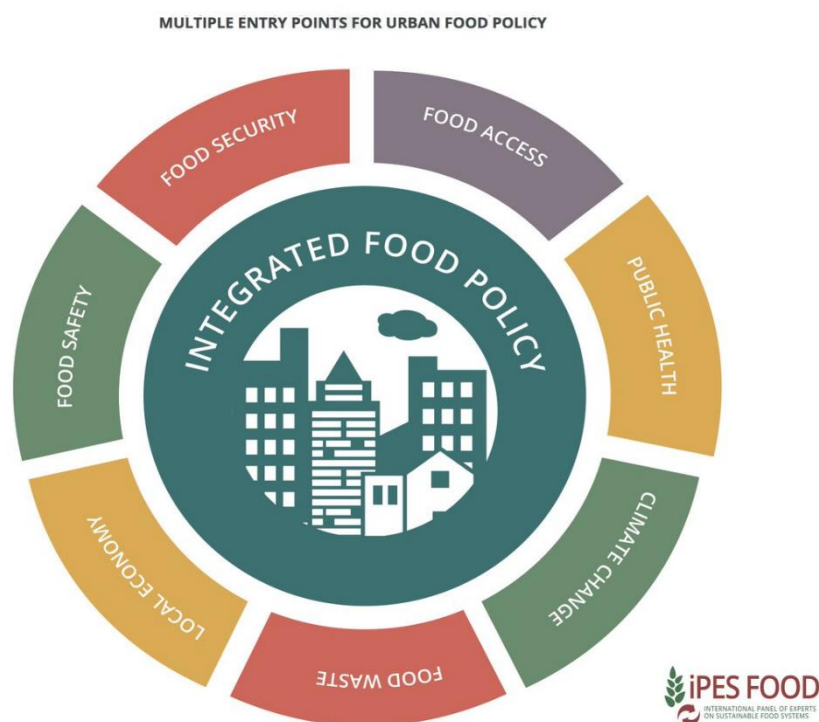 MULTIPLE ENTRY POINTS FOR URBAN FOOD POLICY
FOOD SECURITY
FOOD ACCESS
PUBLIC HEALTH
CLIMATE CHANGE
FOOD WASTE
LOCAL ECONOMY
FOOD SAFETY
INTEGRATED FOOD POLICY
iPES FOOD
INTERNATIONAL PANEL OF EXPERTS
ON SUSTAINABLE FOOD SYSTEMS